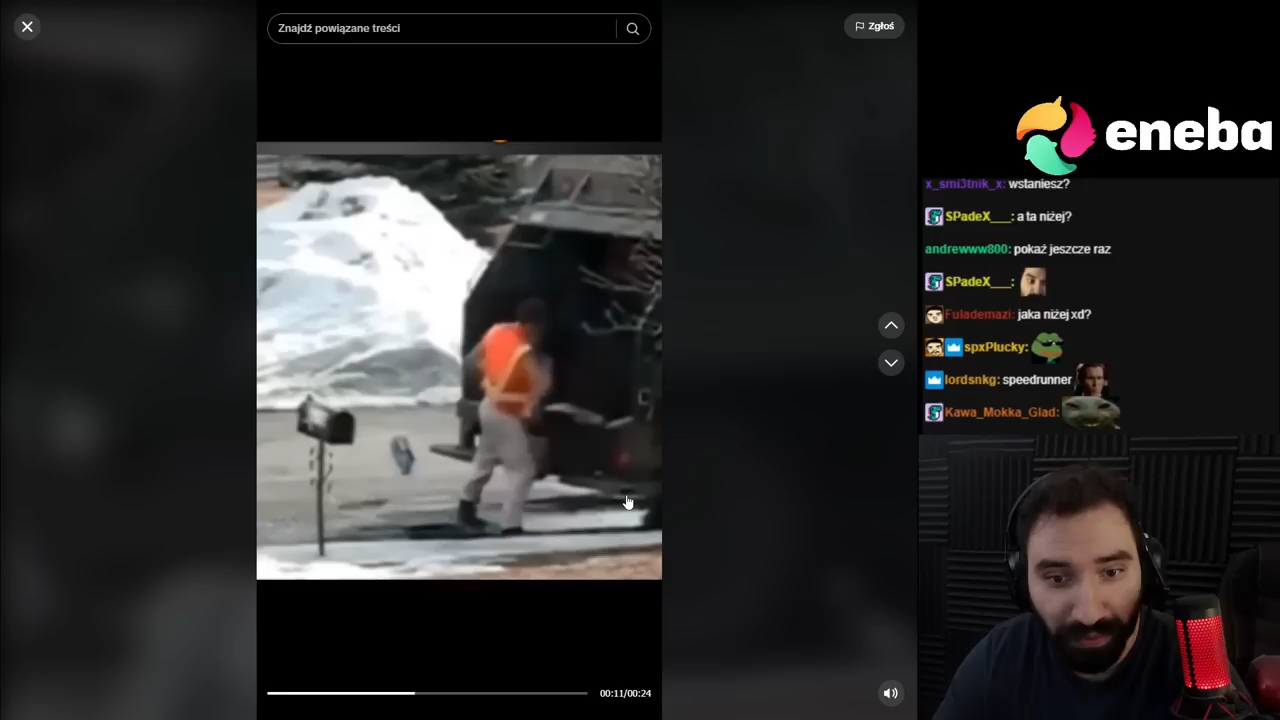 Znajdź powiązane treści
Zgłoś
eneba
x_smi3tnik_x: wstaniesz?
SPadeX___: a ta niżej?
andrewww800: pokaż jeszcze raz
SPadeX___:
Fulademazi: jaka niżej xd?
spxPlucky:
lordsnkg: speedrunner
Kawa_Mokka_Glad:
00:11/00:24